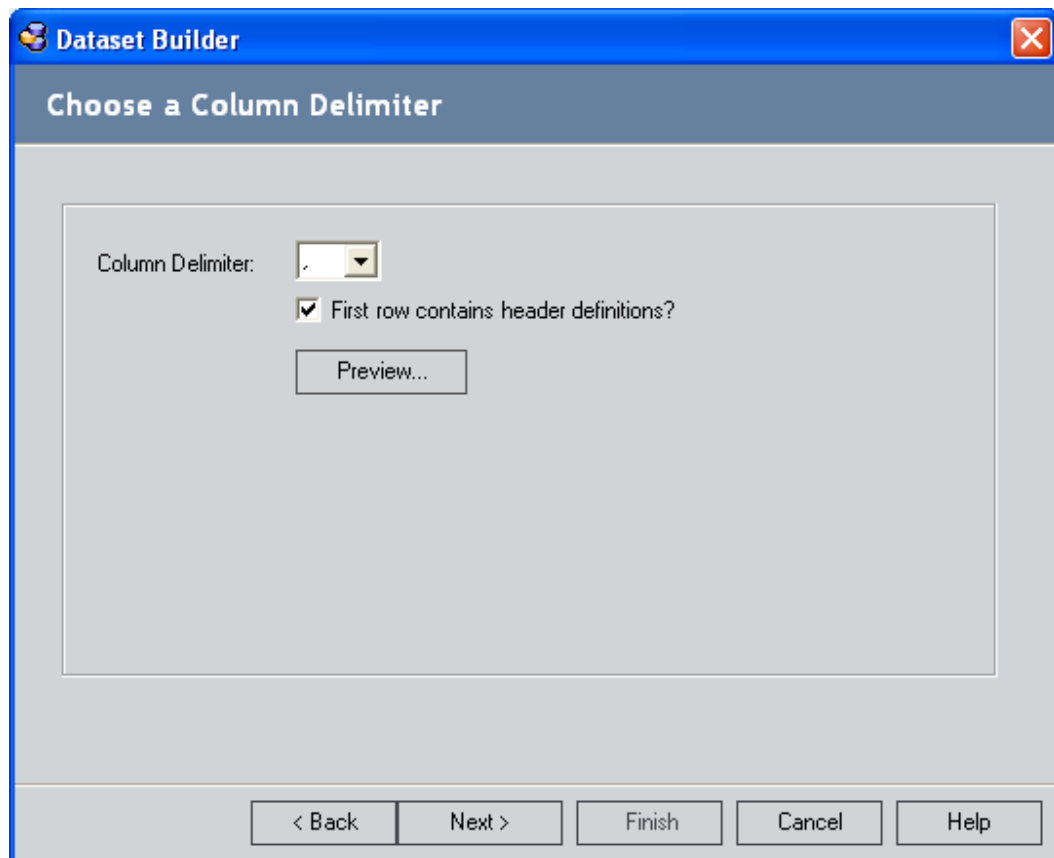 Dataset Builder
Choose a Column Delimiter
Column Delimiter: ,
First row contains header definitions?
Preview...
< Back Next > Finish Cancel Help